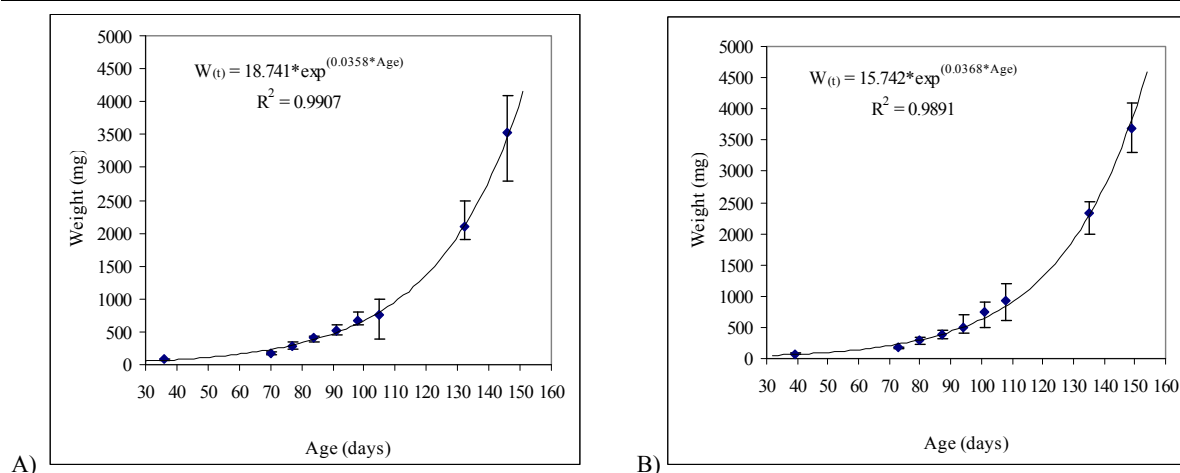 5000
4500
4000
3500
3000
2500
2000
1500
1000
500
0
W(t) = 18.741*exp(0.0358*Age)
R2 = 0.9907
Weight (mg)
30 40 50 60 70 80 90 100 110 120 130 140 150 160
Age (days)
A)
5000
4500
4000
3500
3000
2500
2000
1500
1000
500
0
W(t) = 15.742*exp(0.0368*Age)
R2 = 0.9891
Weight (mg)
30 40 50 60 70 80 90 100 110 120 130 140 150 160
Age (days)
B)